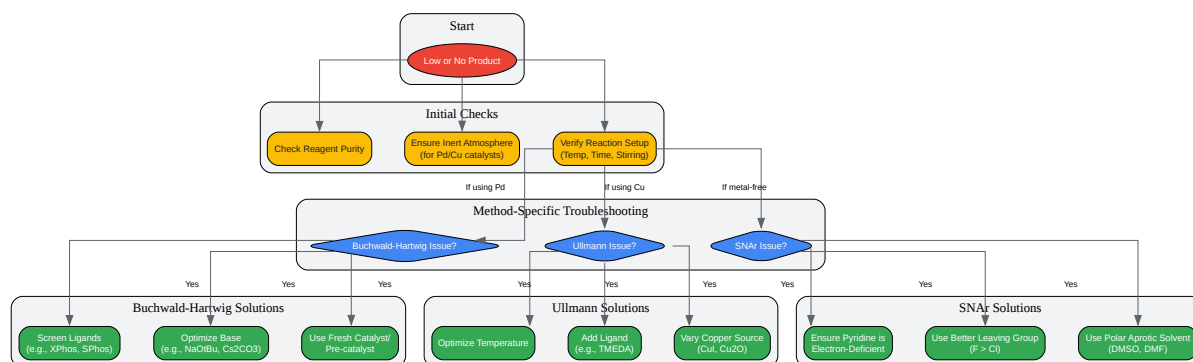 Start
Low or No Product
Initial Checks
Check Reagent Purity
Ensure Inert Atmosphere
(for Pd/Cu catalysts)
Verify Reaction Setup
(Temp, Time, Stirring)
If using Pd
If using Cu
If metal-free
Method-Specific Troubleshooting
Buchwald-Hartwig Issue?
Ullmann Issue?
SNAr Issue?
Yes
Yes
Yes
Yes
Yes
Yes
Yes
Yes
Yes
Buchwald-Hartwig Solutions
Screen Ligands
(e.g., XPhos, SPhos)
Optimize Base
(e.g., NaOtBu, Cs2CO3)
Use Fresh Catalyst/
Pre-catalyst
Ullmann Solutions
Optimize Temperature
Add Ligand
(e.g., TMEDA)
Vary Copper Source
(CuI, Cu2O)
SNAr Solutions
Ensure Pyridine is
Electron-Deficient
Use Better Leaving Group
(F > Cl)
Use Polar Aprotic Solvent
(DMSO, DMF)